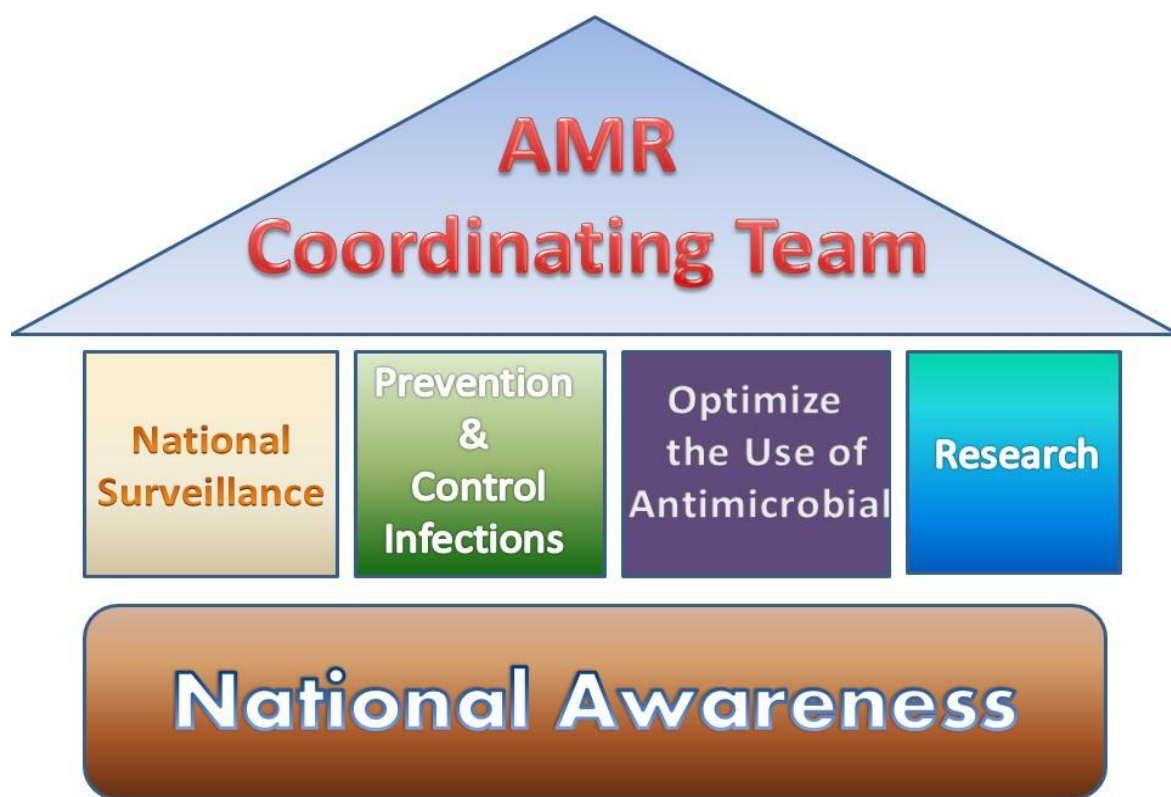 AMR
Coordinating Team
National
Surveillance
Prevention
&
Control
Infections
Optimize
the Use of
Antimicrobial
Research
National Awareness